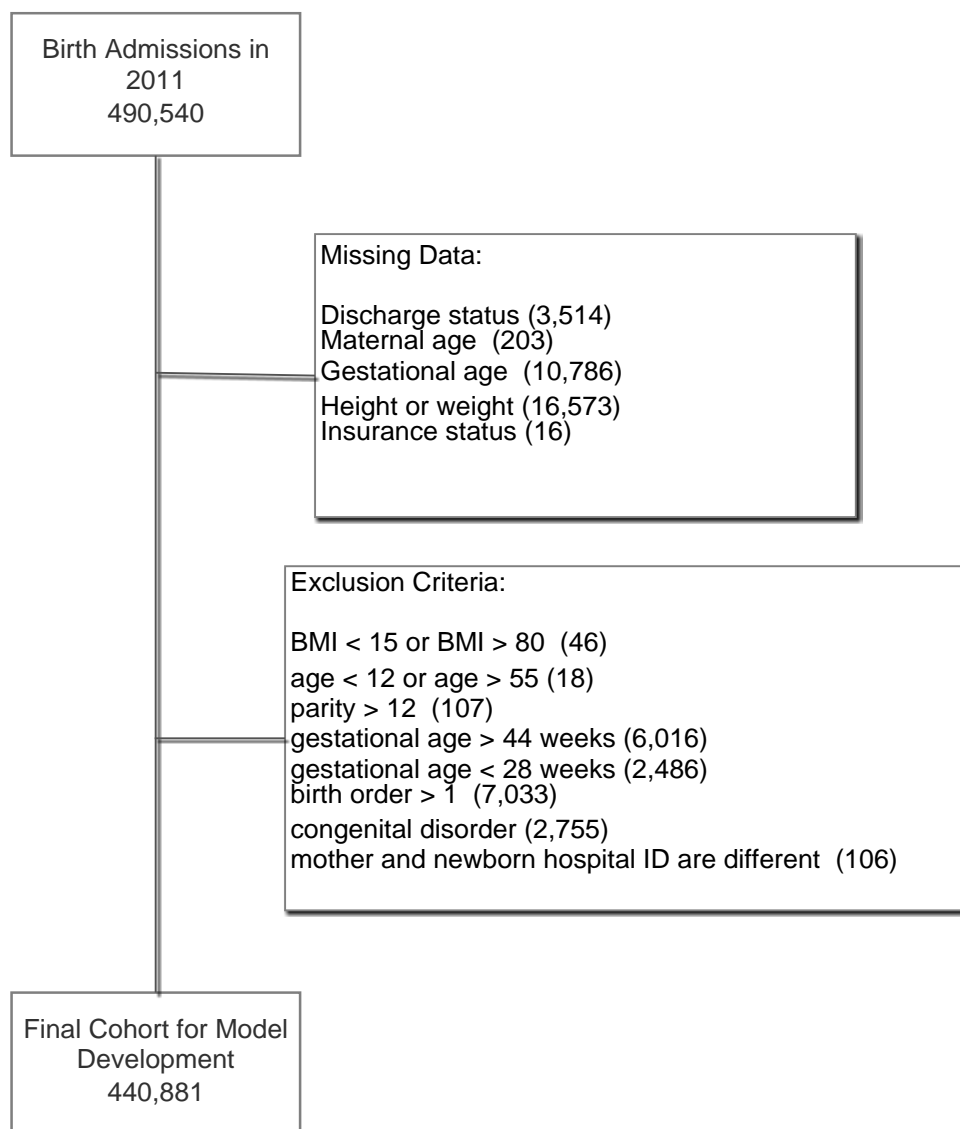 Birth Admissions in
2011
490,540
Missing Data:
Discharge status (3,514)
Maternal age (203)
Gestational age (10,786)
Height or weight (16,573)
Insurance status (16)
Exclusion Criteria:
BMI < 15 or BMI > 80 (46)
age < 12 or age > 55 (18)
parity > 12 (107)
gestational age > 44 weeks (6,016)
gestational age < 28 weeks (2,486)
birth order > 1 (7,033)
congenital disorder (2,755)
mother and newborn hospital ID are different (106)
Final Cohort for Model
Development
440,881